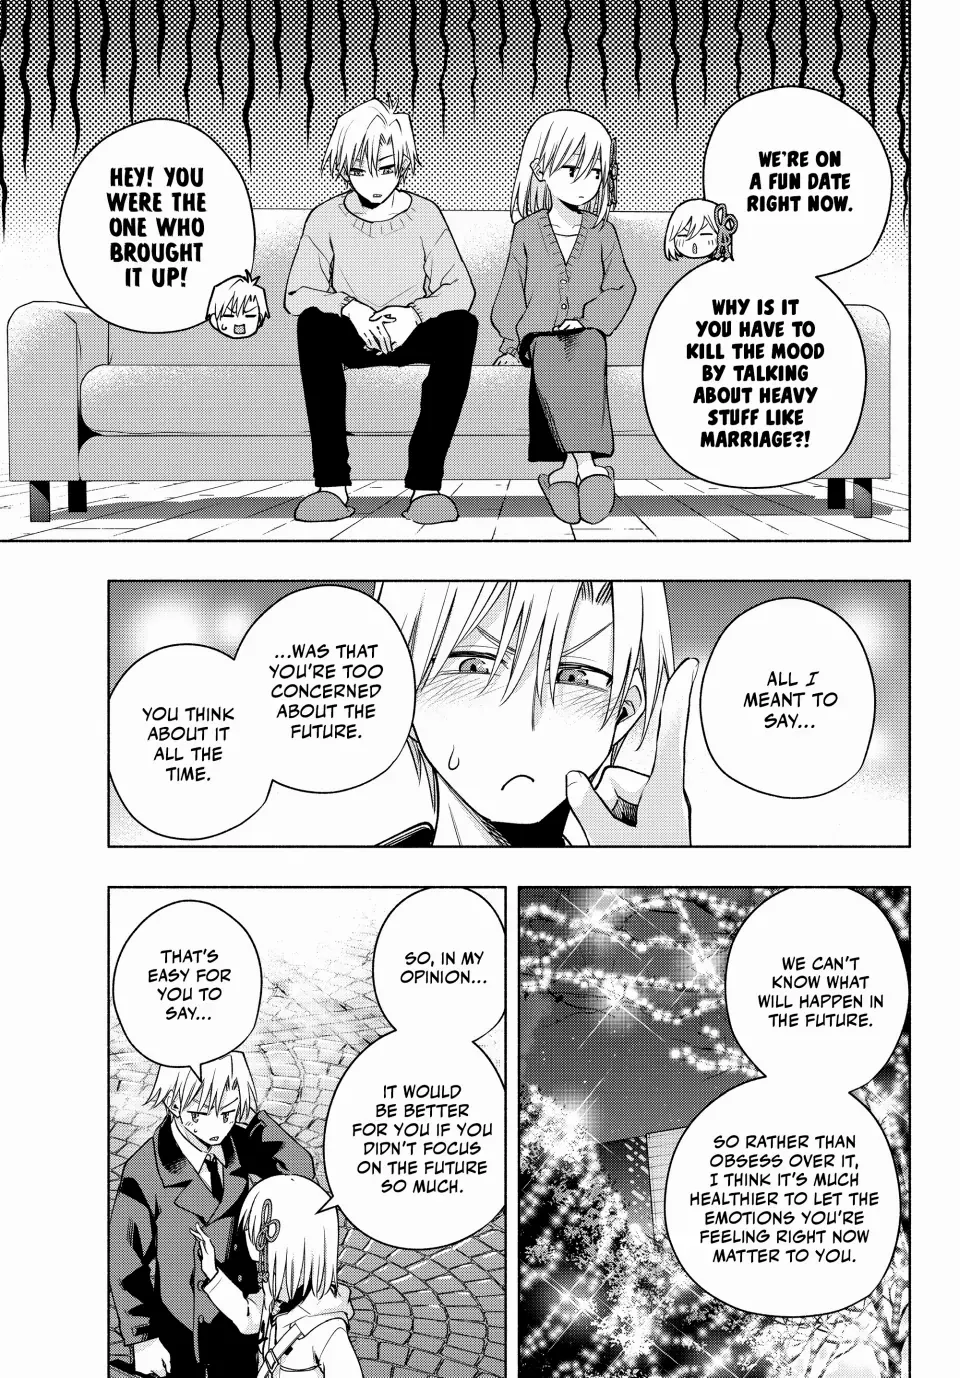 WE'RE ON
A FUN DATE
RIGHT NOW.
WHY IS IT
YOU HAVE TO
KILL THE MOOD
BY TALKING
ABOUT HEAVY
STUFF LIKE
MARRIAGE?!
HEY! YOU
WERE THE
ONE WHO
BROUGHT
IT UP!
ALL I
MEANT TO
SAY...
...WAS THAT
YOU'RE TOO
CONCERNED
ABOUT THE
FUTURE.
YOU THINK
ABOUT IT
ALL THE
TIME.
WE CAN'T
KNOW WHAT
WILL HAPPEN IN
THE FUTURE.
SO RATHER THAN
OBSESS OVER IT,
I THINK IT'S MUCH
HEALTHIER TO LET THE
EMOTIONS YOU'RE
FEELING RIGHT NOW
MATTER TO YOU.
SO, IN MY
OPINION...
IT WOULD
BE BETTER
FOR YOU IF YOU
DIDN'T FOCUS
ON THE FUTURE
SO MUCH.
THAT'S
EASY FOR
YOU TO
SAY...